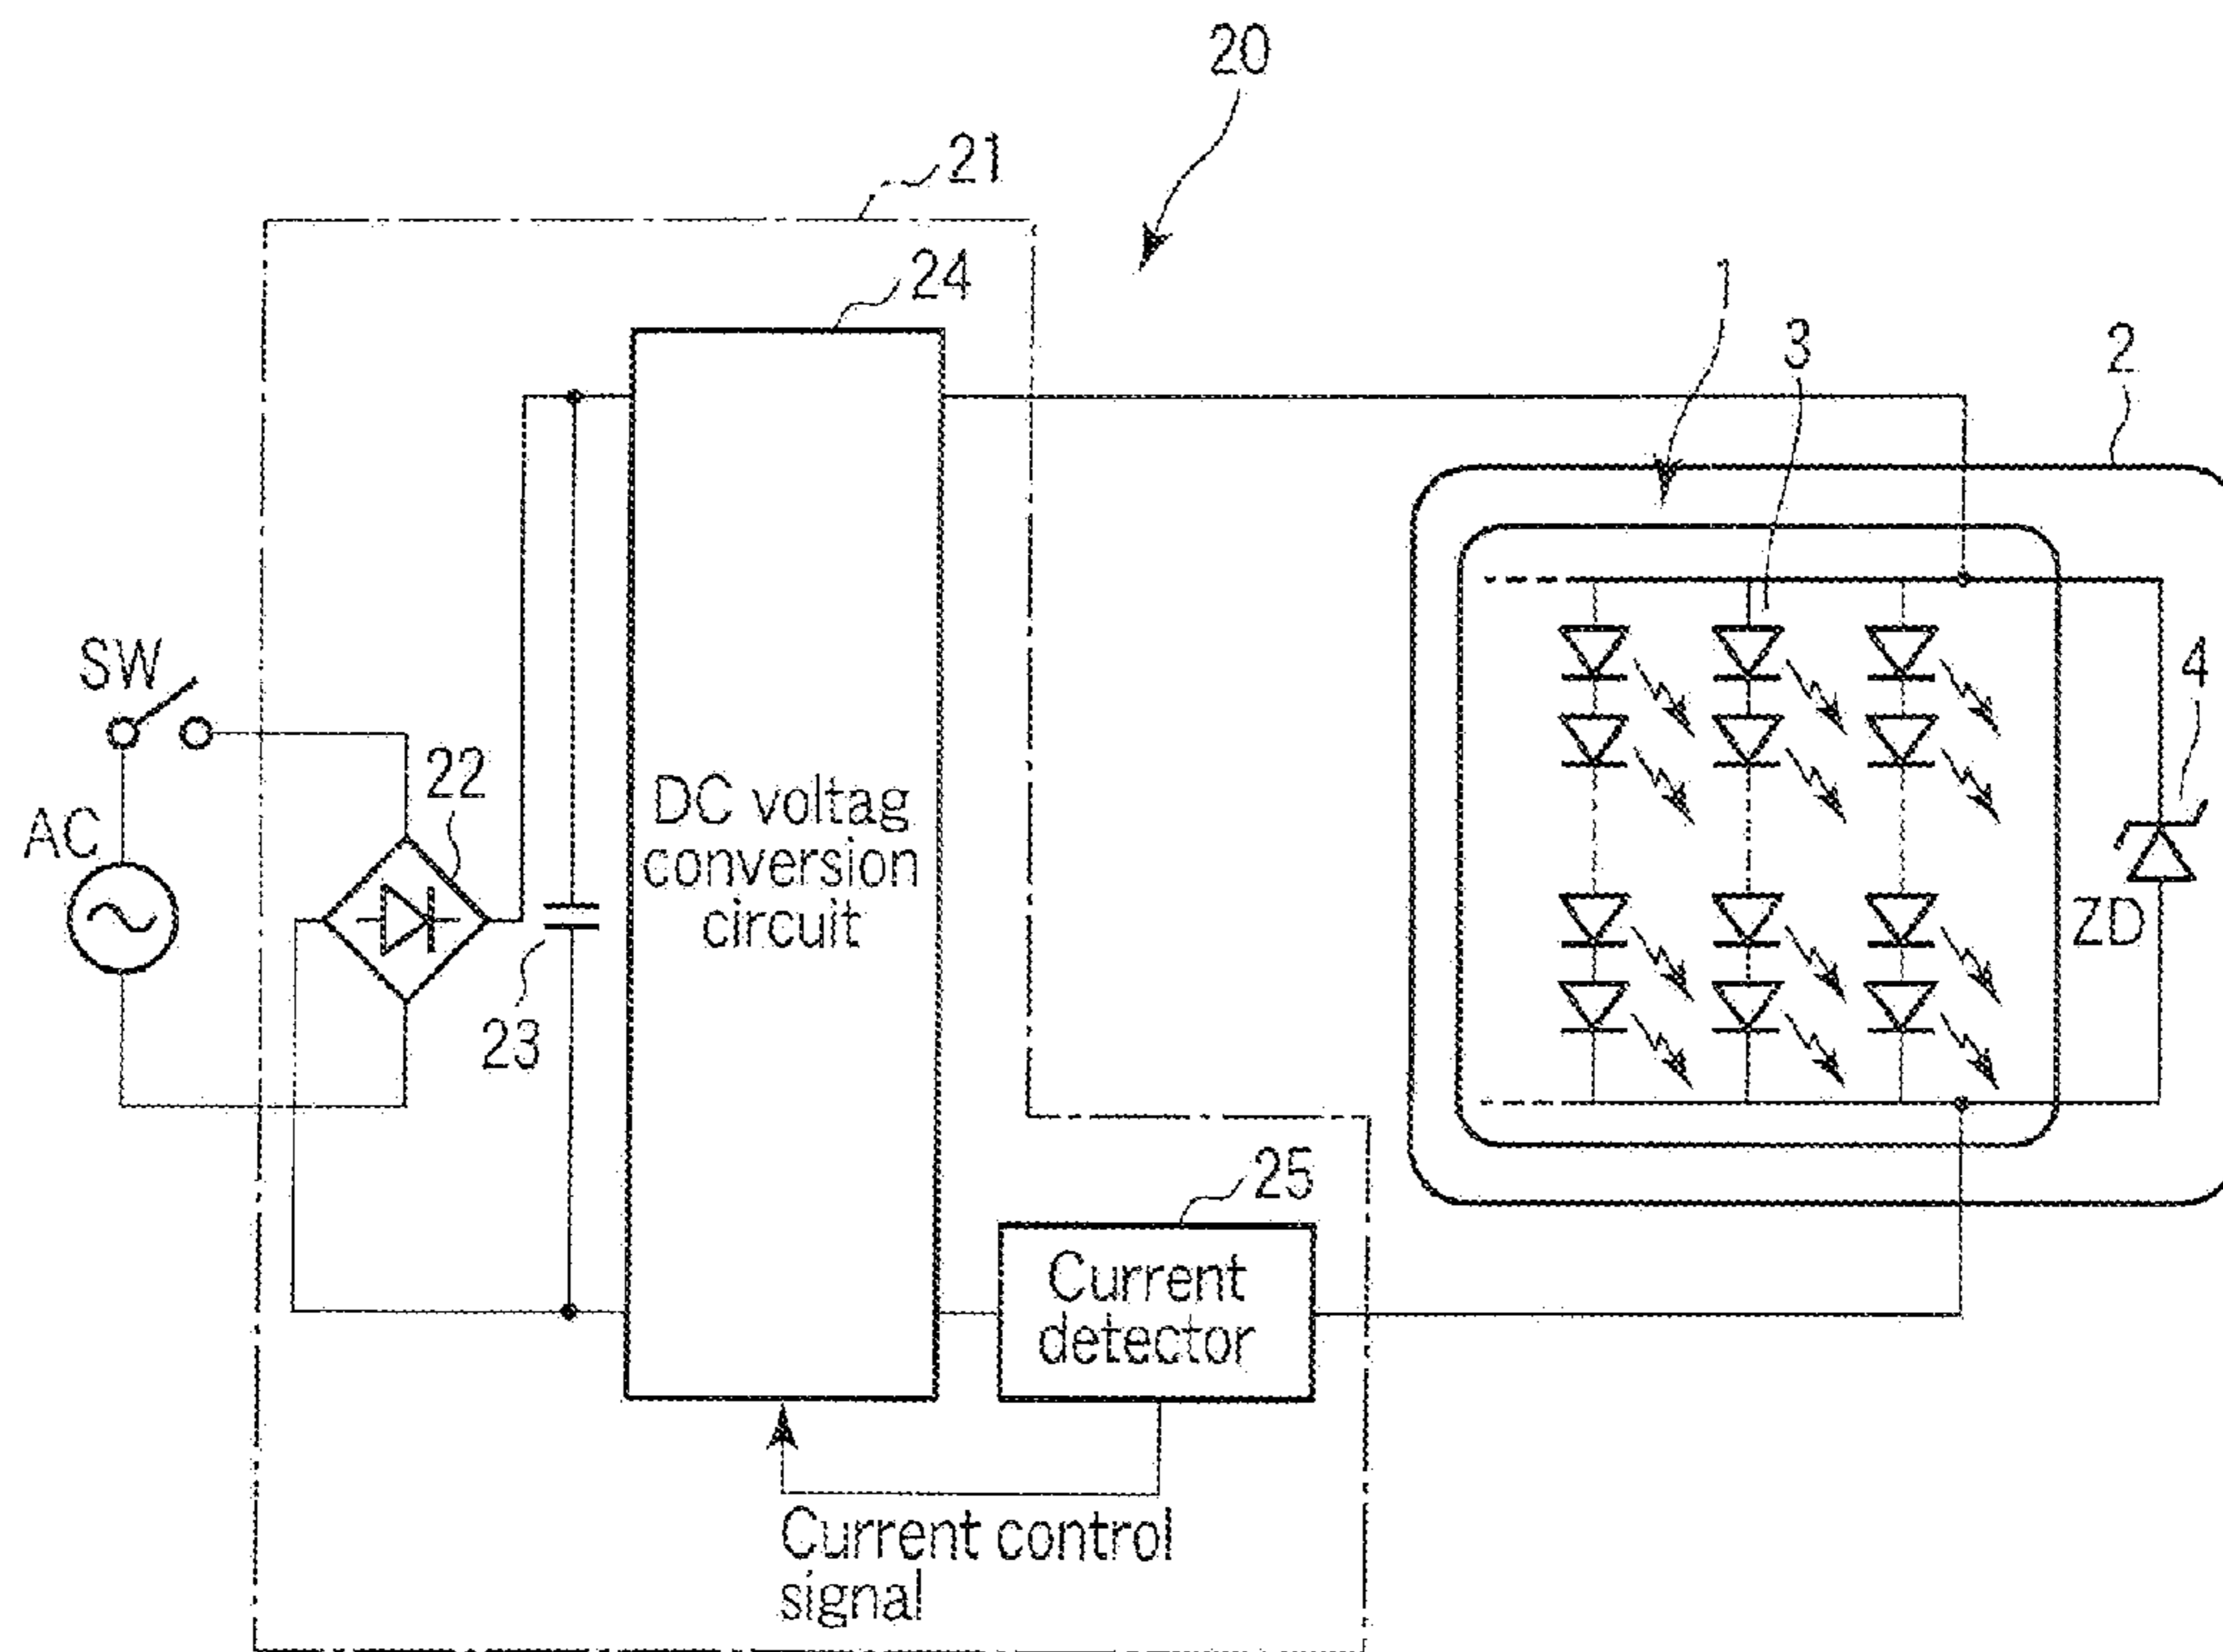 20
21
24
1
3
2
SW
22
4
AC
DC voltag
conversion
circuit
ZD
23
25
Current
detector
Current control
signal